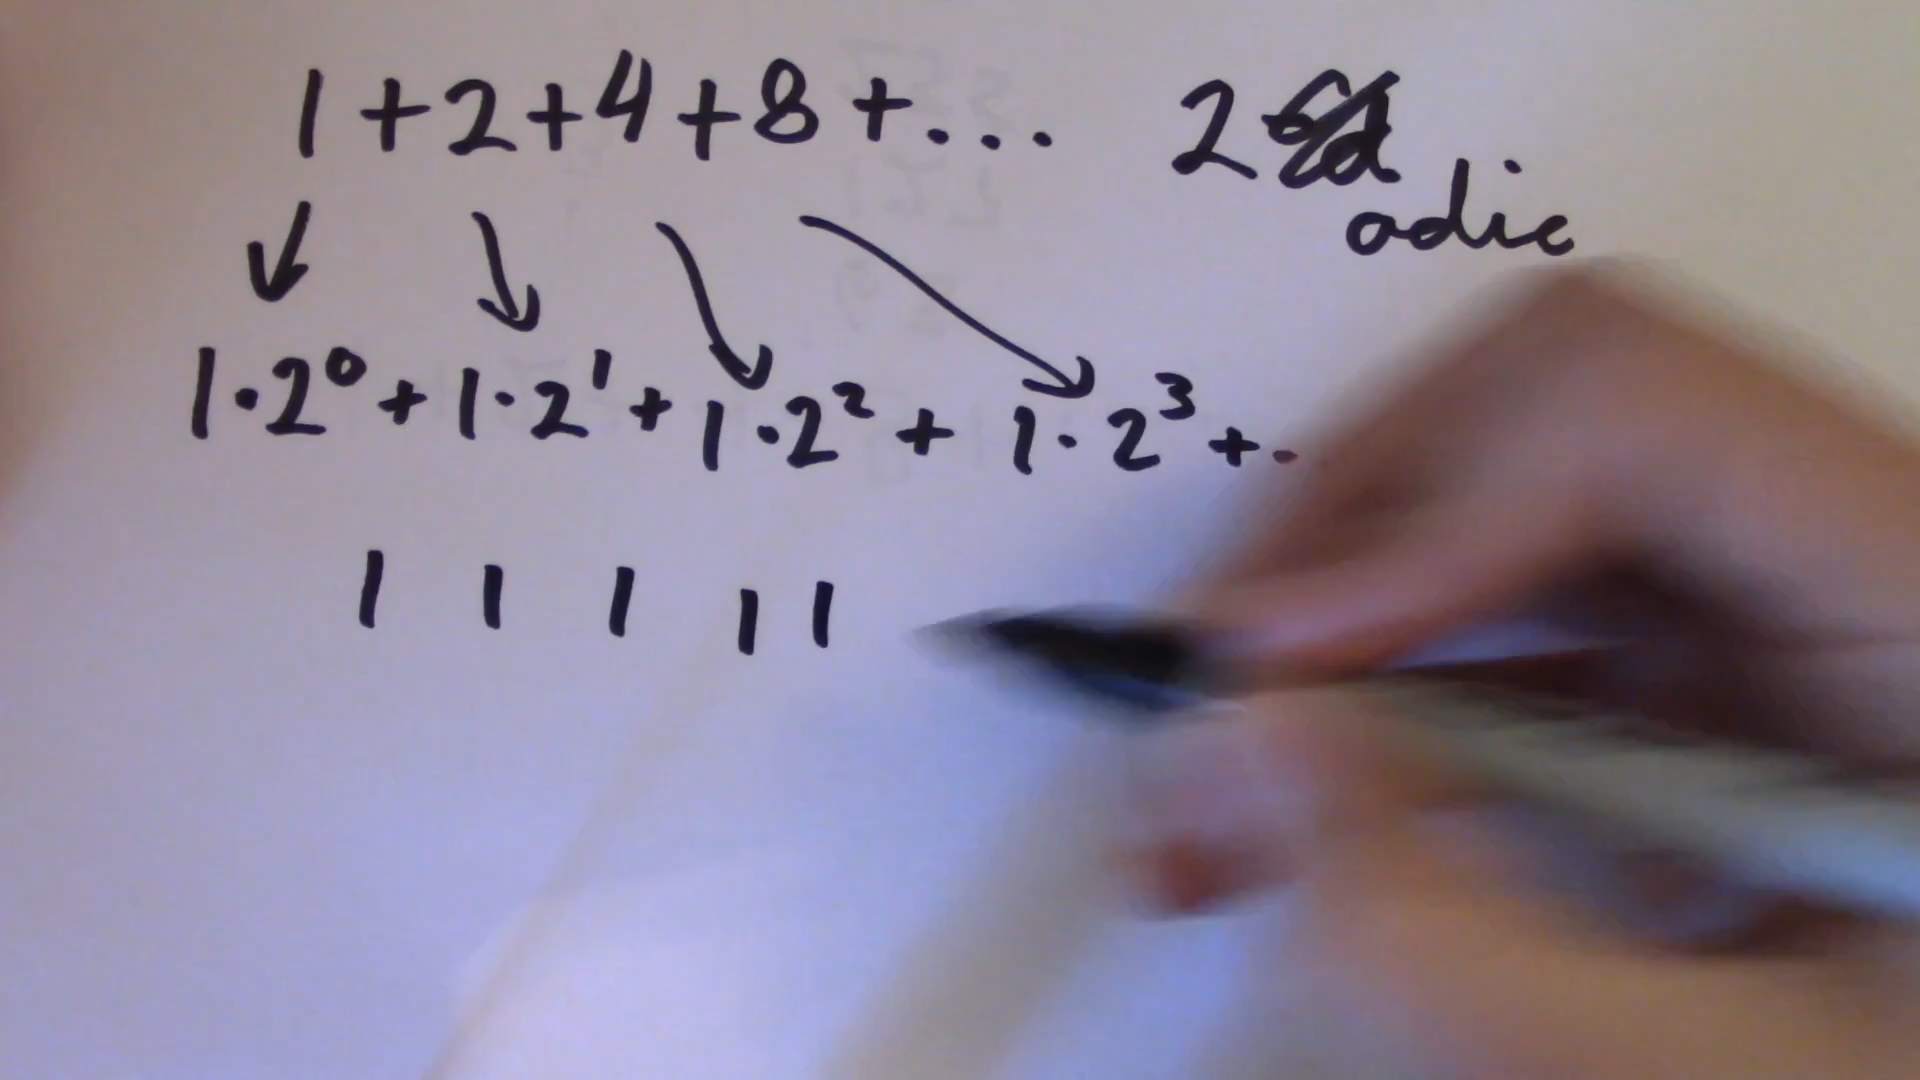 1 + 2 + 4 + 8 + ... 2
adic
1·2⁰ + 1·2¹ + 1·2² + 1·2³ + .
1 1 1 1 1